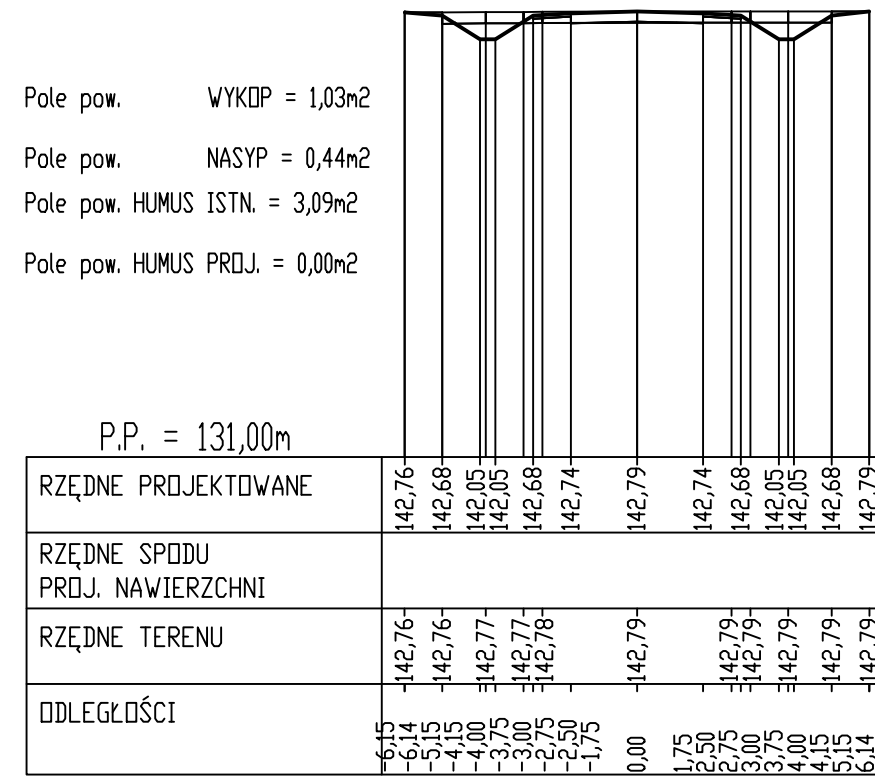 Pole pow. WYKOP = 1,03m2
Pole pow. NASYP = 0,44m2
Pole pow. HUMUS ISTN. = 3,09m2
Pole pow. HUMUS PROJ. = 0,00m2
P.P. = 131,00m
RZĘDNE PROJEKTOWANE 142,76 142,68 142,05 142,05 142,68 142,74 142,79 142,74 142,68 142,05 142,05 142,68 142,79
RZĘDNE SPODU
PROJ. NAWIERZCHNI
RZĘDNE TERENU 142,76 142,76 142,77 142,77 142,78 142,79 142,79 142,79 142,79 142,79 142,79
ODLEGŁOŚCI -6,15 -6,14 -5,15 -4,15 -4,00 -3,75 -3,00 -2,75 -2,50 -1,75 0,00 1,75 2,50 2,75 3,00 3,75 4,00 4,15 5,15 6,14